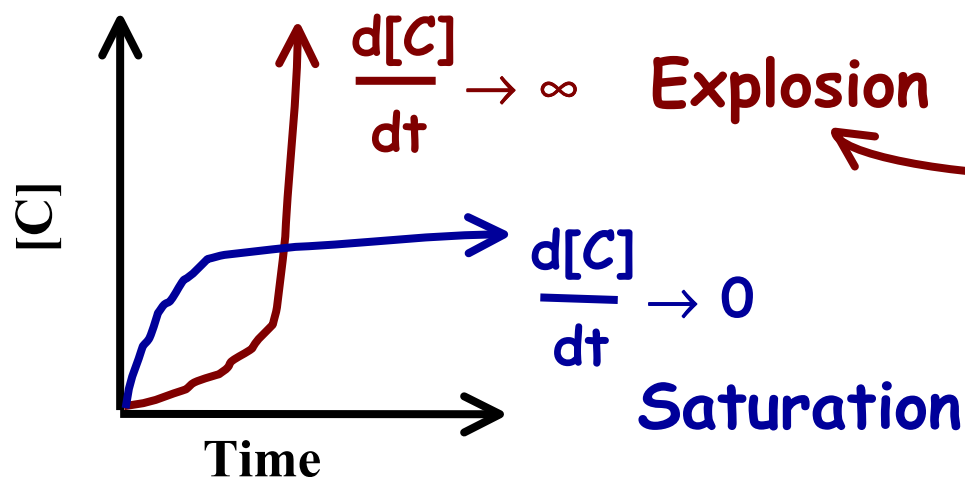 d[C]
dt
→ ∞
Explosion
[C]
d[C]
dt
→ 0
Saturation
Time